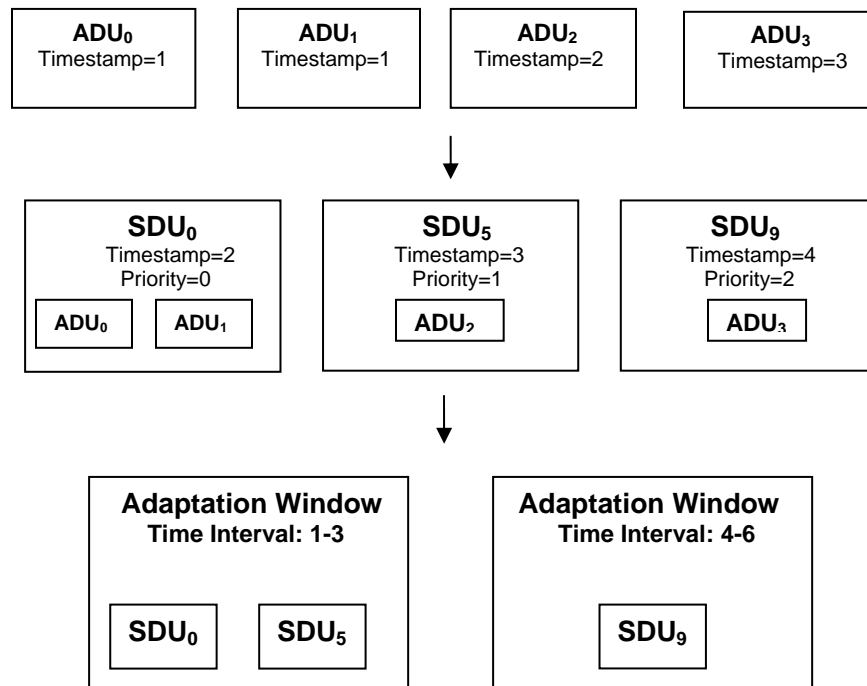 ADU₀
Timestamp=1
ADU₁
Timestamp=1
ADU₂
Timestamp=2
ADU₃
Timestamp=3
SDU₀
Timestamp=2
Priority=0
ADU₀
ADU₁
SDU₅
Timestamp=3
Priority=1
ADU₂
SDU₉
Timestamp=4
Priority=2
ADU₃
Adaptation Window
Time Interval: 1-3
SDU₀
SDU₅
Adaptation Window
Time Interval: 4-6
SDU₉